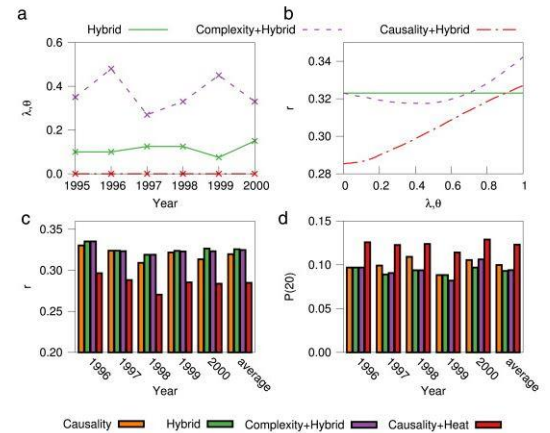 Hybrid Complexity+Hybrid Causality+Hybrid
a
0.6
0.4
0.2
0.0
λ,θ
1995 1996 1997 1998 1999 2000
Year
b
0.34
0.32
0.30
0.28
r
0 0.2 0.4 0.6 0.8 1
λ,θ
c
0.35
0.30
0.25
0.20
r
1996 1997 1998 1999 2000 average
Year
d
0.15
0.10
0.05
0.00
P(20)
1996 1997 1998 1999 2000 average
Year
Causality Hybrid Complexity+Hybrid Causality+Heat